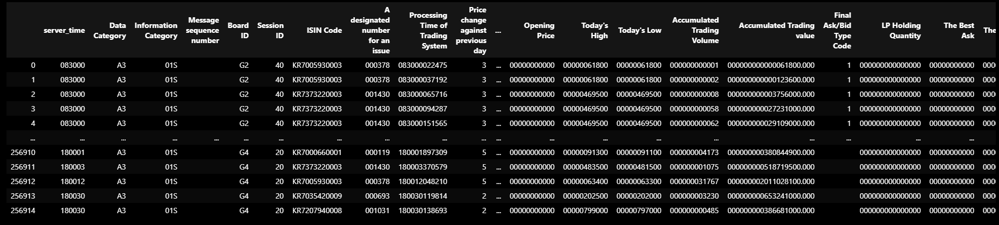 server_time Data Category Information Category Message sequence number Board ID Session ID ISIN Code A designated number for an issue Processing Time of Trading System Price change against previous day ... Opening Price Today's High Today's Low Accumulated Trading Volume Accumulated Trading value Final Ask/Bid Type Code LP Holding Quantity The Best Ask The
0 083000 A3 01S G2 40 KR7005930003 000378 083000022475 3 ... 00000000000 00000061800 00000061800 000000000001 000000000000061800.000 1 000000000000000 00000000000 000
1 083000 A3 01S G2 40 KR7005930003 000378 083000037192 3 ... 00000000000 00000061800 00000061800 000000000002 000000000000123600.000 1 000000000000000 00000000000 000
2 083000 A3 01S G2 40 KR7373220003 001430 083000065716 3 ... 00000000000 00000469500 00000469500 000000000008 000000000003756000.000 1 000000000000000 00000000000 000
3 083000 A3 01S G2 40 KR7373220003 001430 083000094287 3 ... 00000000000 00000469500 00000469500 000000000058 000000000027231000.000 1 000000000000000 00000000000 000
4 083000 A3 01S G2 40 KR7373220003 001430 083000151565 3 ... 00000000000 00000469500 00000469500 000000000062 000000000029109000.000 1 000000000000000 00000000000 000
... ... ... ... ... ... ... ... ... ... ... ... ... ... ... ... ... ... ... ...
256910 180001 A3 01S G4 20 KR7000660001 000119 180001897309 5 ... 00000000000 00000091300 00000091100 000000004173 000000000380844900.000 000000000000000 00000000000 000
256911 180003 A3 01S G4 20 KR7373220003 001430 180003370579 5 ... 00000000000 00000483500 00000481500 000000001075 000000000518719500.000 000000000000000 00000000000 000
256912 180012 A3 01S G4 20 KR7005930003 000378 180012048210 5 ... 00000000000 00000063400 00000063300 000000031767 000000002011028100.000 000000000000000 00000000000 000
256913 180030 A3 01S G4 20 KR7035420009 000693 180030119814 2 ... 00000000000 00000202500 00000202000 000000003230 000000000653241000.000 000000000000000 00000000000 000
256914 180030 A3 01S G4 20 KR7207940008 001031 180030138693 2 ... 00000000000 00000799000 00000797000 000000000485 000000000386681000.000 000000000000000 00000000000 000